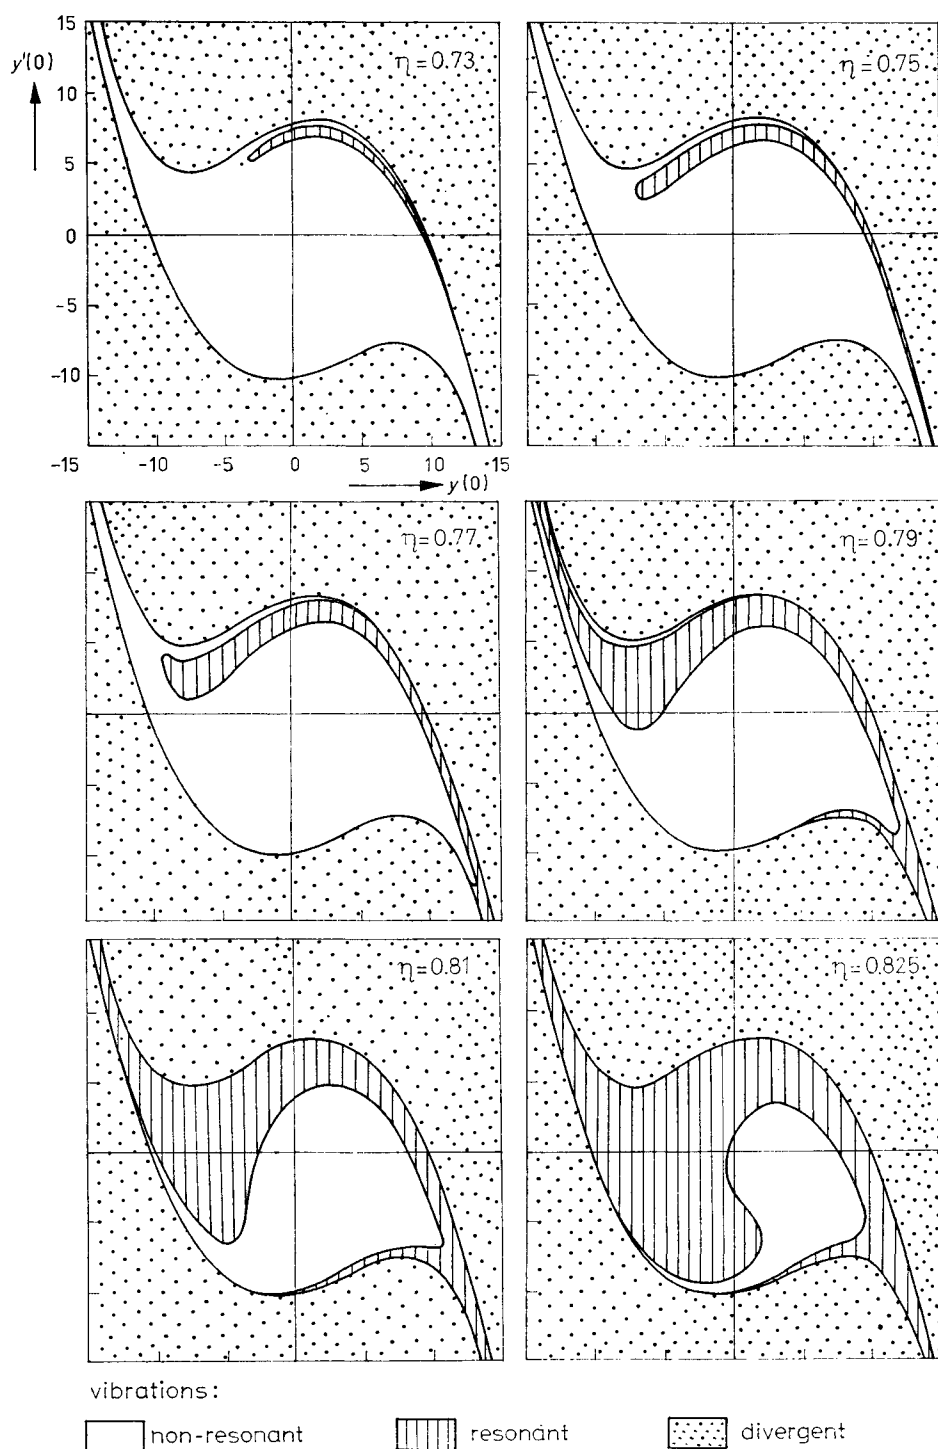 15
y'(0)
η=0.73
η=0.75
10
5
0
-5
-10
-15 -10 -5 0 5 10 15
y(0)
η=0.77
η=0.79
η=0.81
η=0.825
vibrations:
non-resonant
resonant
divergent